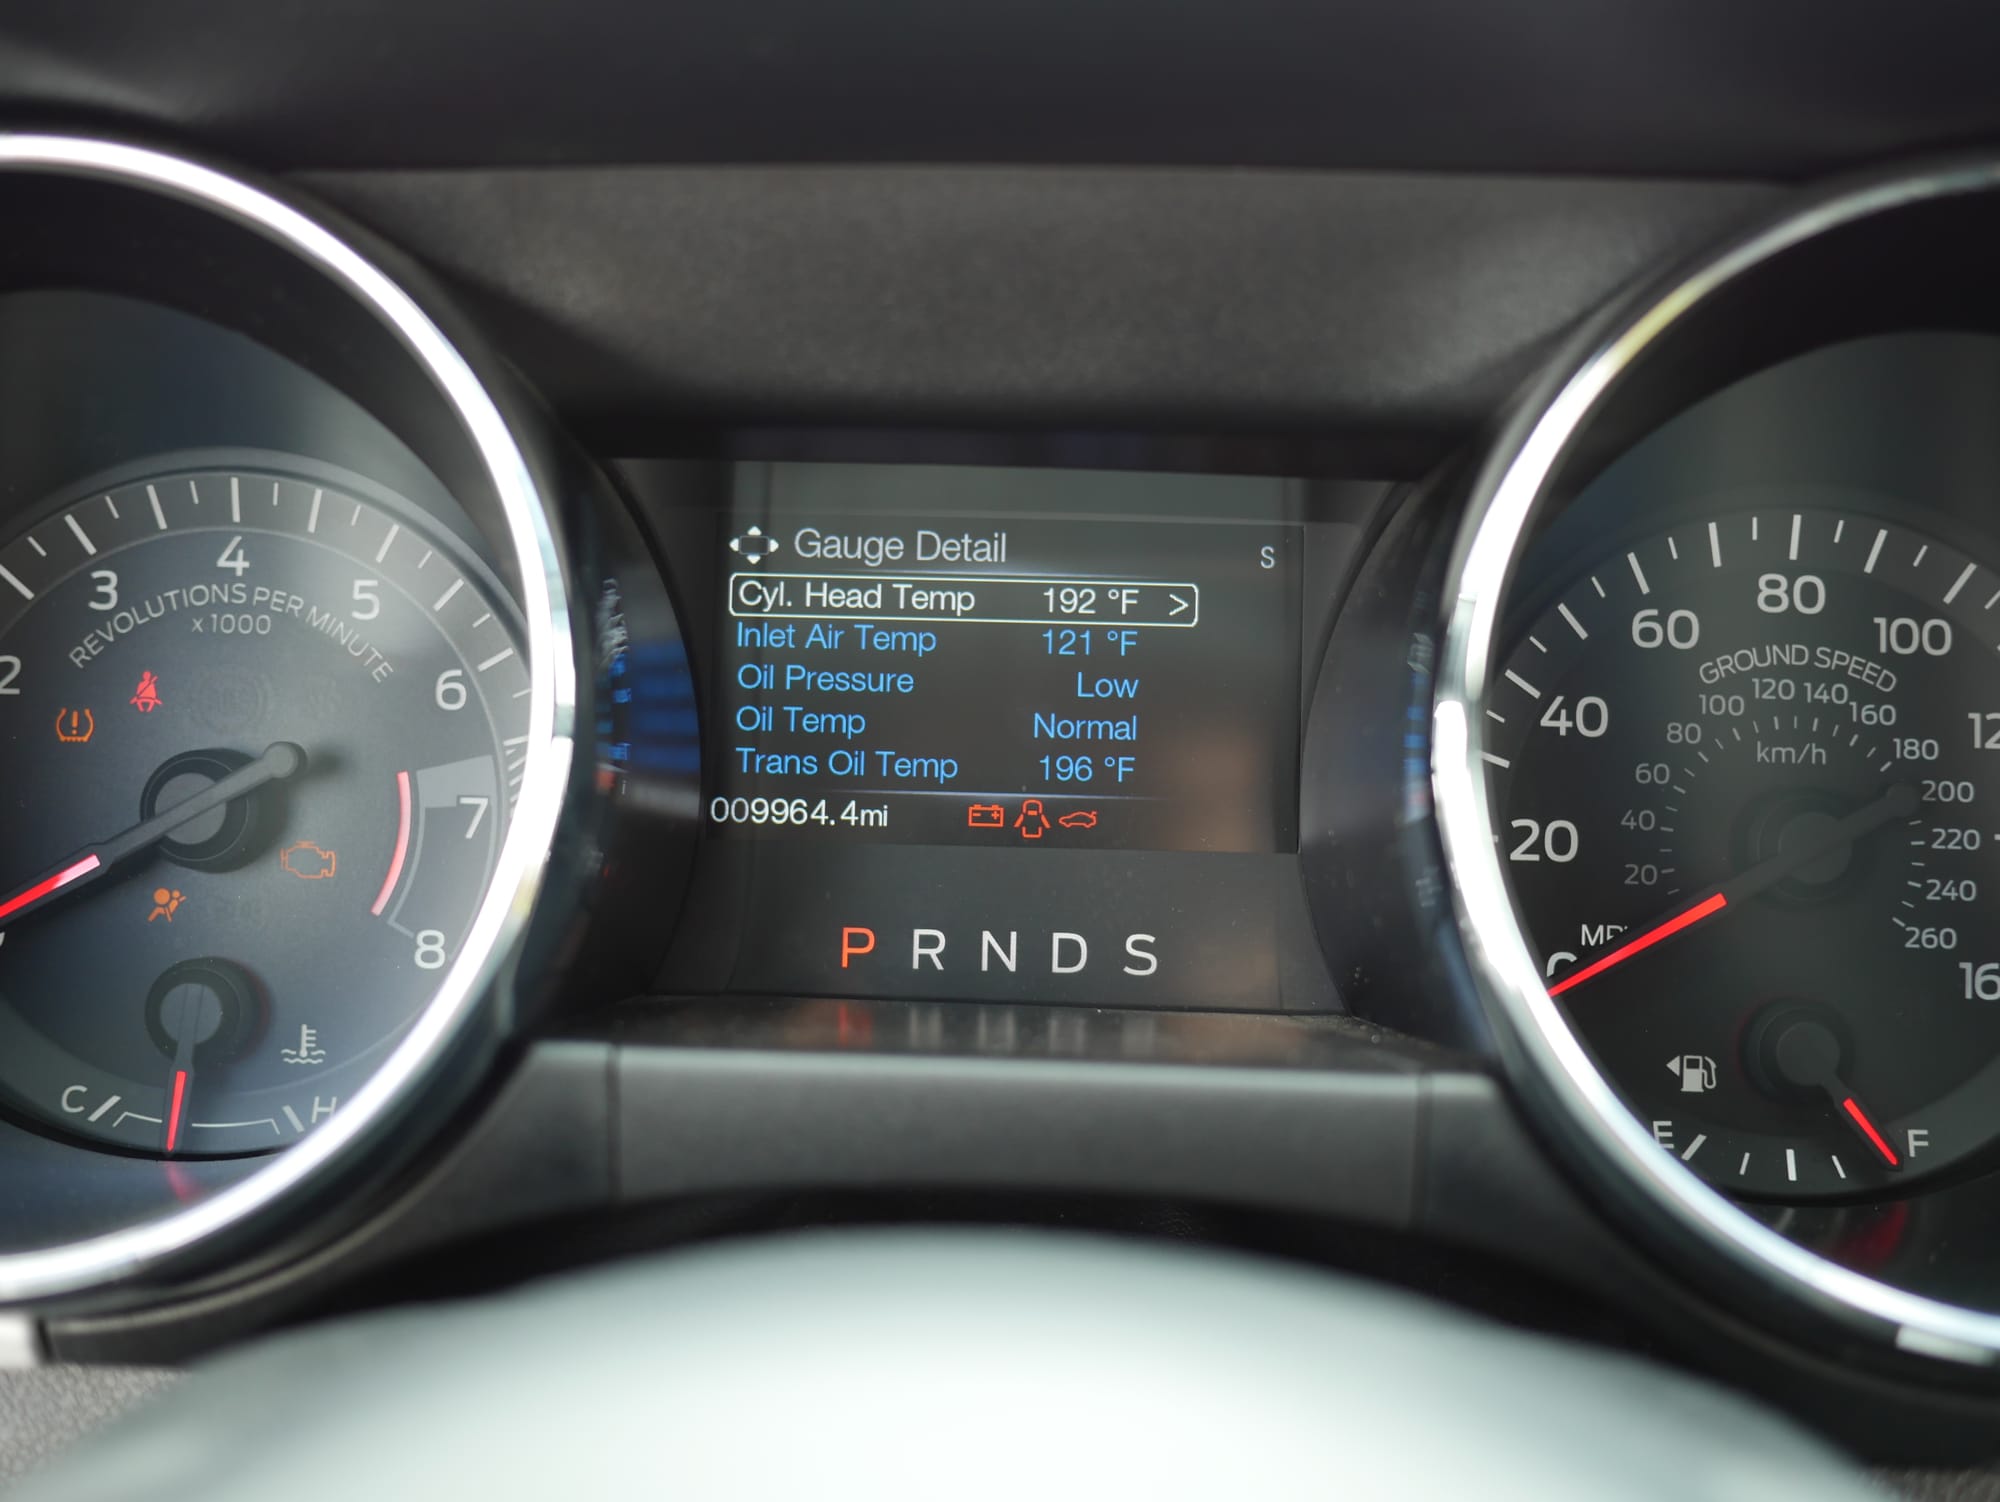 Gauge Detail S
Cyl. Head Temp 192 °F >
Inlet Air Temp 121 °F
Oil Pressure Low
Oil Temp Normal
Trans Oil Temp 196 °F
009964.4mi
P R N D S
2 3 4 5 6 7 8
REVOLUTIONS PER MINUTE
x 1000
C H
20 40 60 80 100
GROUND SPEED
20 40 60 80 100 120 140 160 180 200 220 240 260
km/h
E F